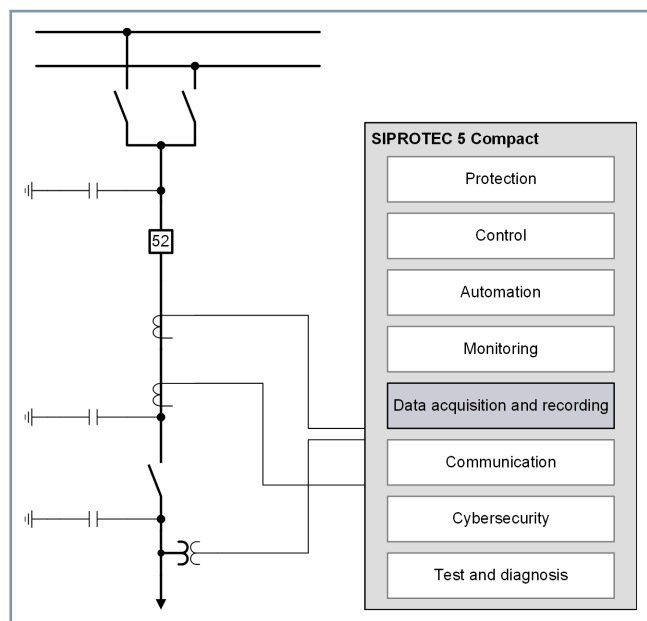 SIPROTEC 5 Compact
Protection
Control
52
Automation
Monitoring
Data acquisition and recording
Communication
Cybersecurity
Test and diagnosis